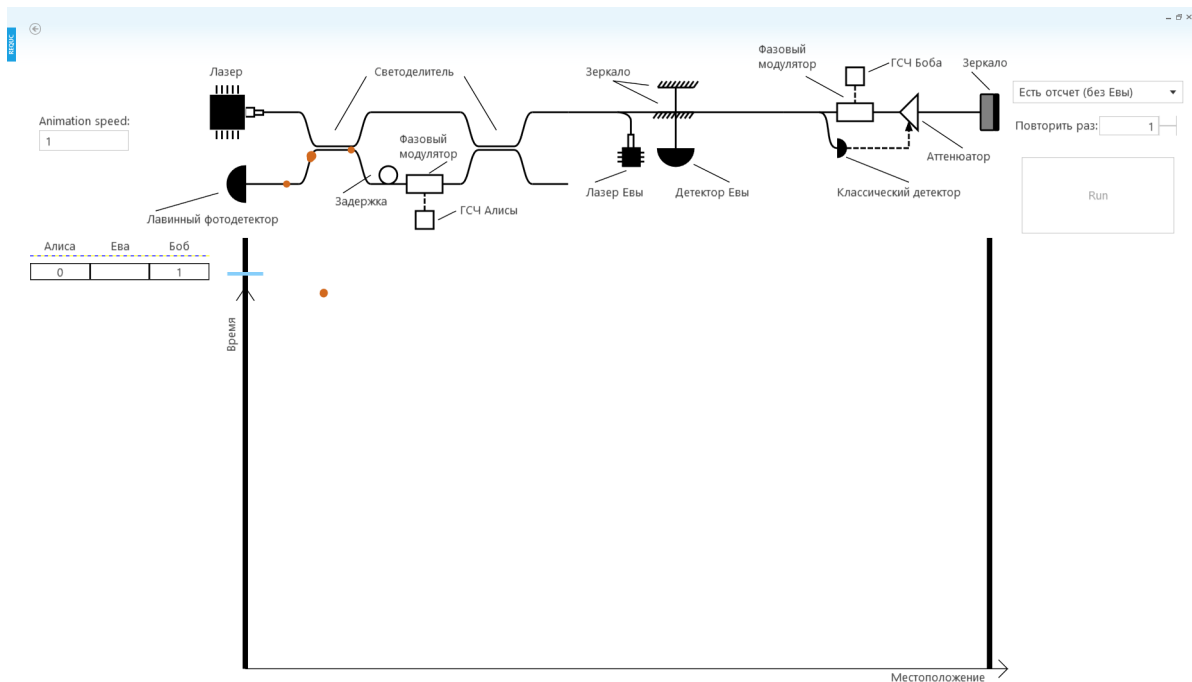 REQUC
Лазер
Светоделитель
Зеркало
Фазовый
модулятор
ГСЧ Боба
Зеркало
Есть отсчет (без Евы)
Animation speed:
1
Повторить раз:
1
Фазовый
модулятор
Аттенюатор
Задержка
Лазер Евы
Детектор Евы
Классический детектор
Run
Лавинный фотодетектор
ГСЧ Алисы
Алиса
Ева
Боб
0
1
Время
Местоположение